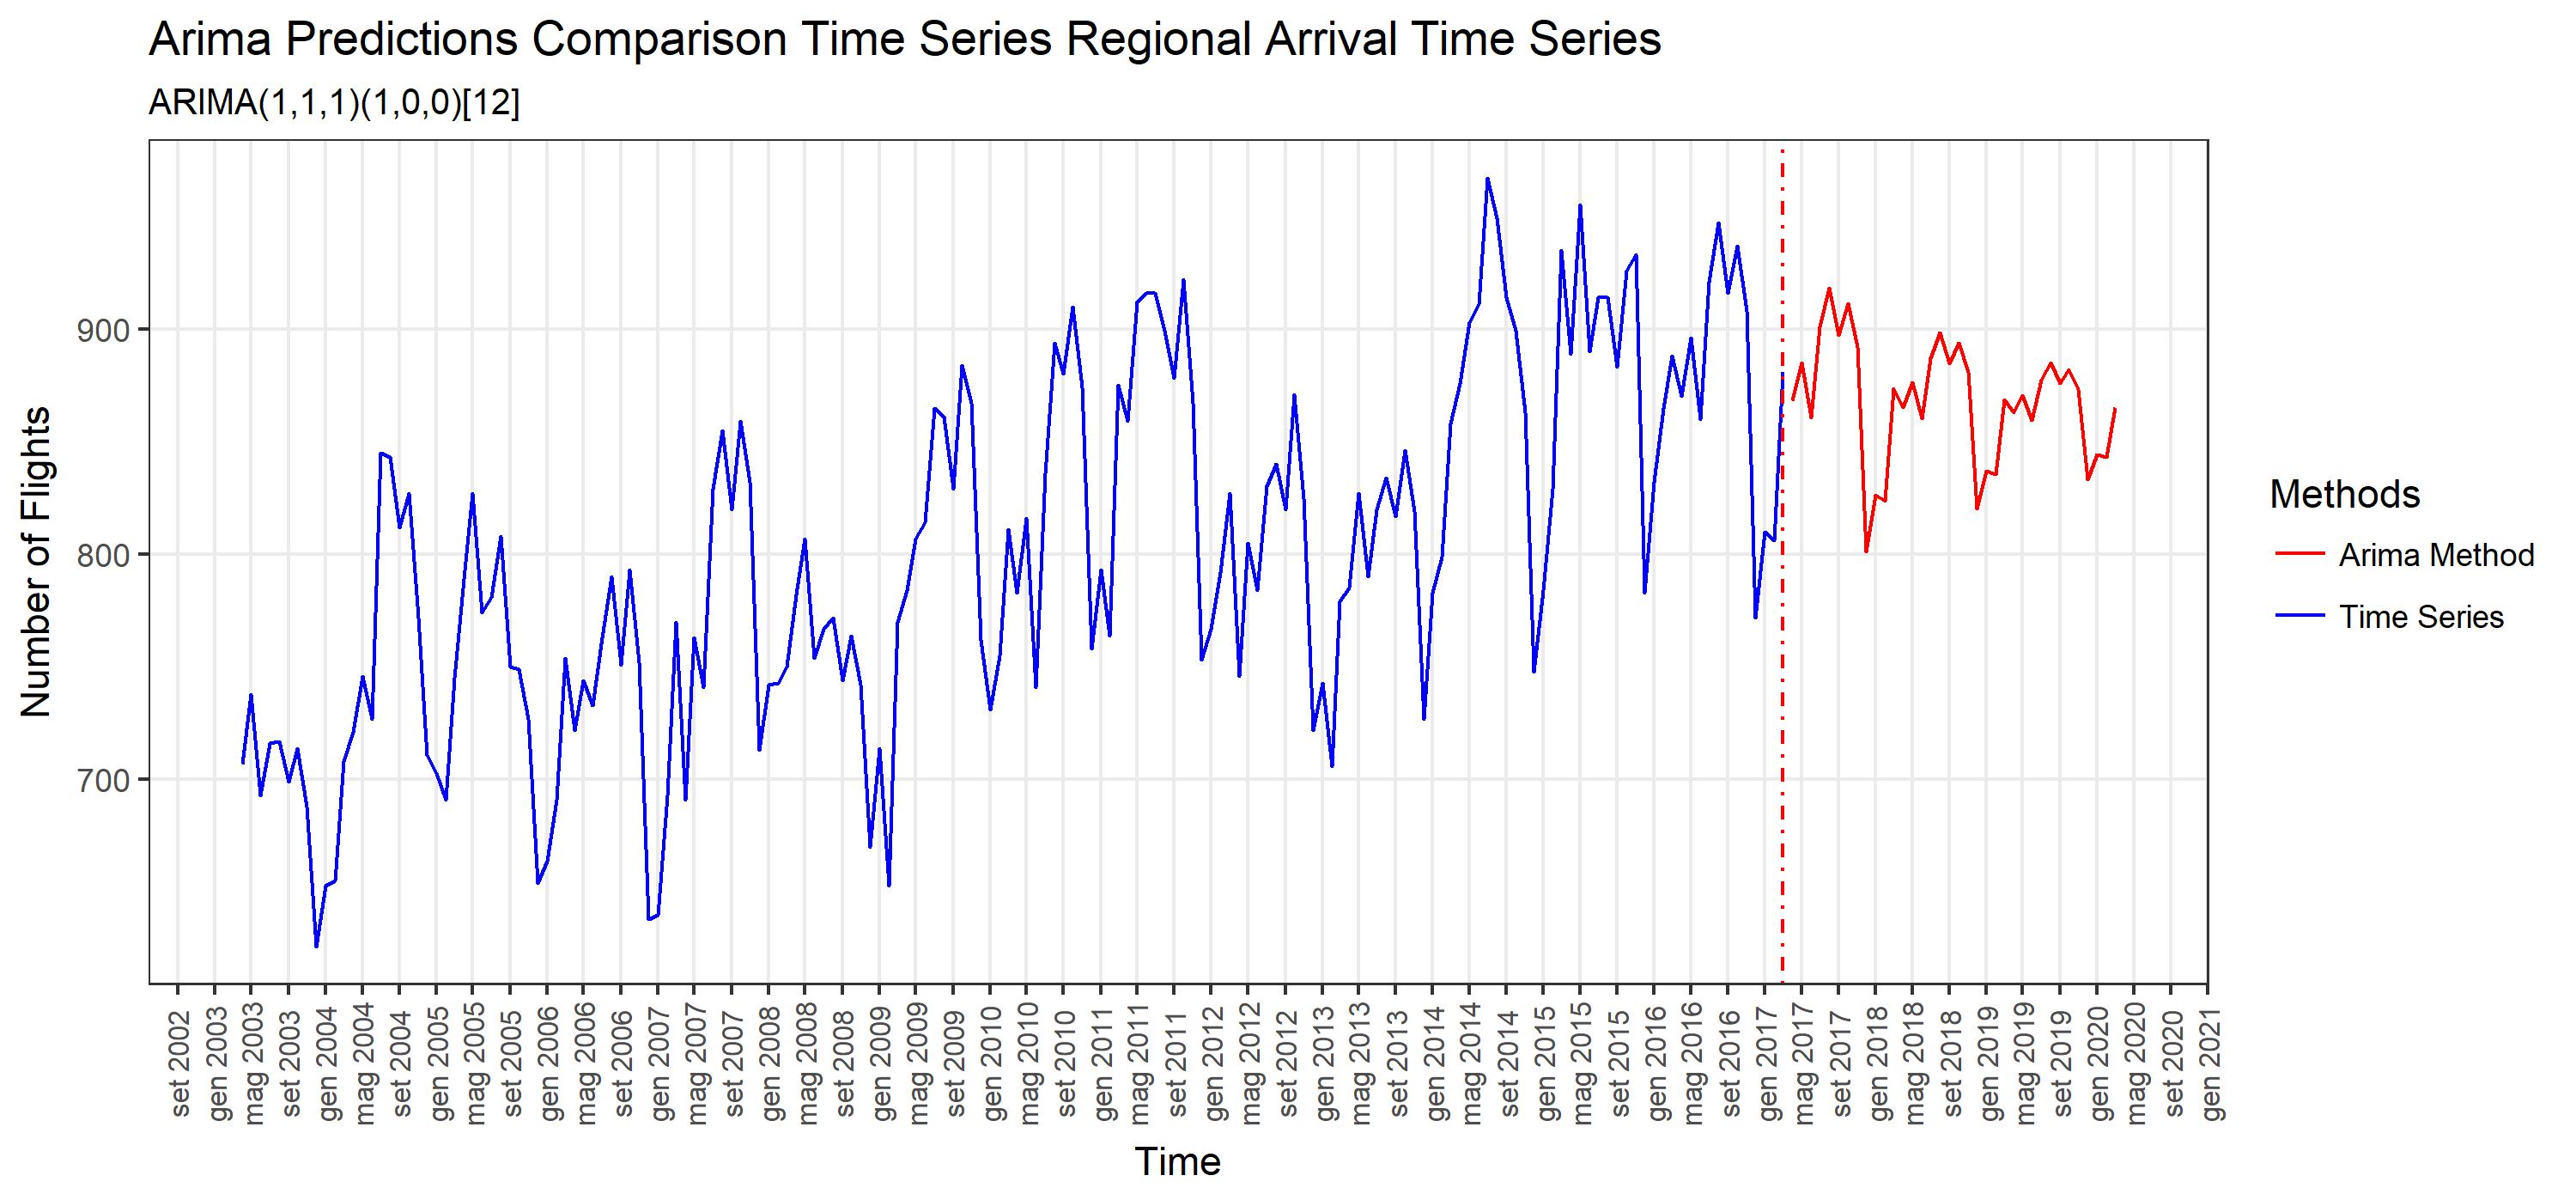 Arima Predictions Comparison Time Series Regional Arrival Time Series
ARIMA(1,1,1)(1,0,0)[12]
Number of Flights
900
800
700
set 2002
gen 2003
mag 2003
set 2003
gen 2004
mag 2004
set 2004
gen 2005
mag 2005
set 2005
gen 2006
mag 2006
set 2006
gen 2007
mag 2007
set 2007
gen 2008
mag 2008
set 2008
gen 2009
mag 2009
set 2009
gen 2010
mag 2010
set 2010
gen 2011
mag 2011
set 2011
gen 2012
mag 2012
set 2012
gen 2013
mag 2013
set 2013
gen 2014
mag 2014
set 2014
gen 2015
mag 2015
set 2015
gen 2016
mag 2016
set 2016
gen 2017
mag 2017
set 2017
gen 2018
mag 2018
set 2018
gen 2019
mag 2019
set 2019
gen 2020
mag 2020
set 2020
gen 2021
Time
Methods
Arima Method
Time Series